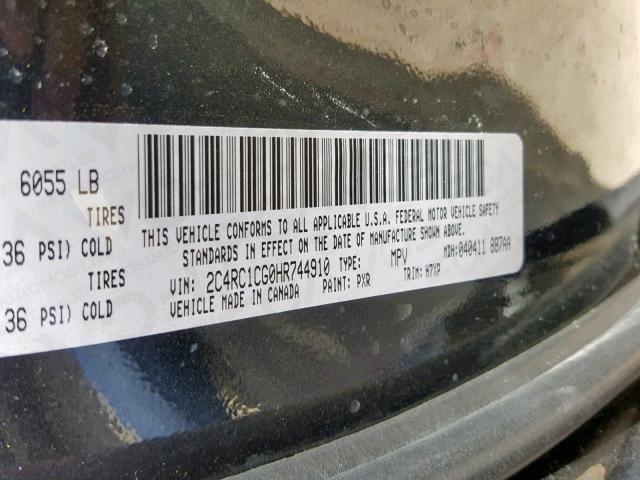 6055 LB
TIRES
36 PSI) COLD
TIRES
36 PSI) COLD
THIS VEHICLE CONFORMS TO ALL APPLICABLE U.S.A. FEDERAL MOTOR VEHICLE SAFETY
STANDARDS IN EFFECT ON THE DATE OF MANUFACTURE SHOWN ABOVE.
VIN: 2C4RC1CG0HR744910 TYPE: MPV MDH: 040411 887AA
VEHICLE MADE IN CANADA PAINT: PXR TRIM: H7XP